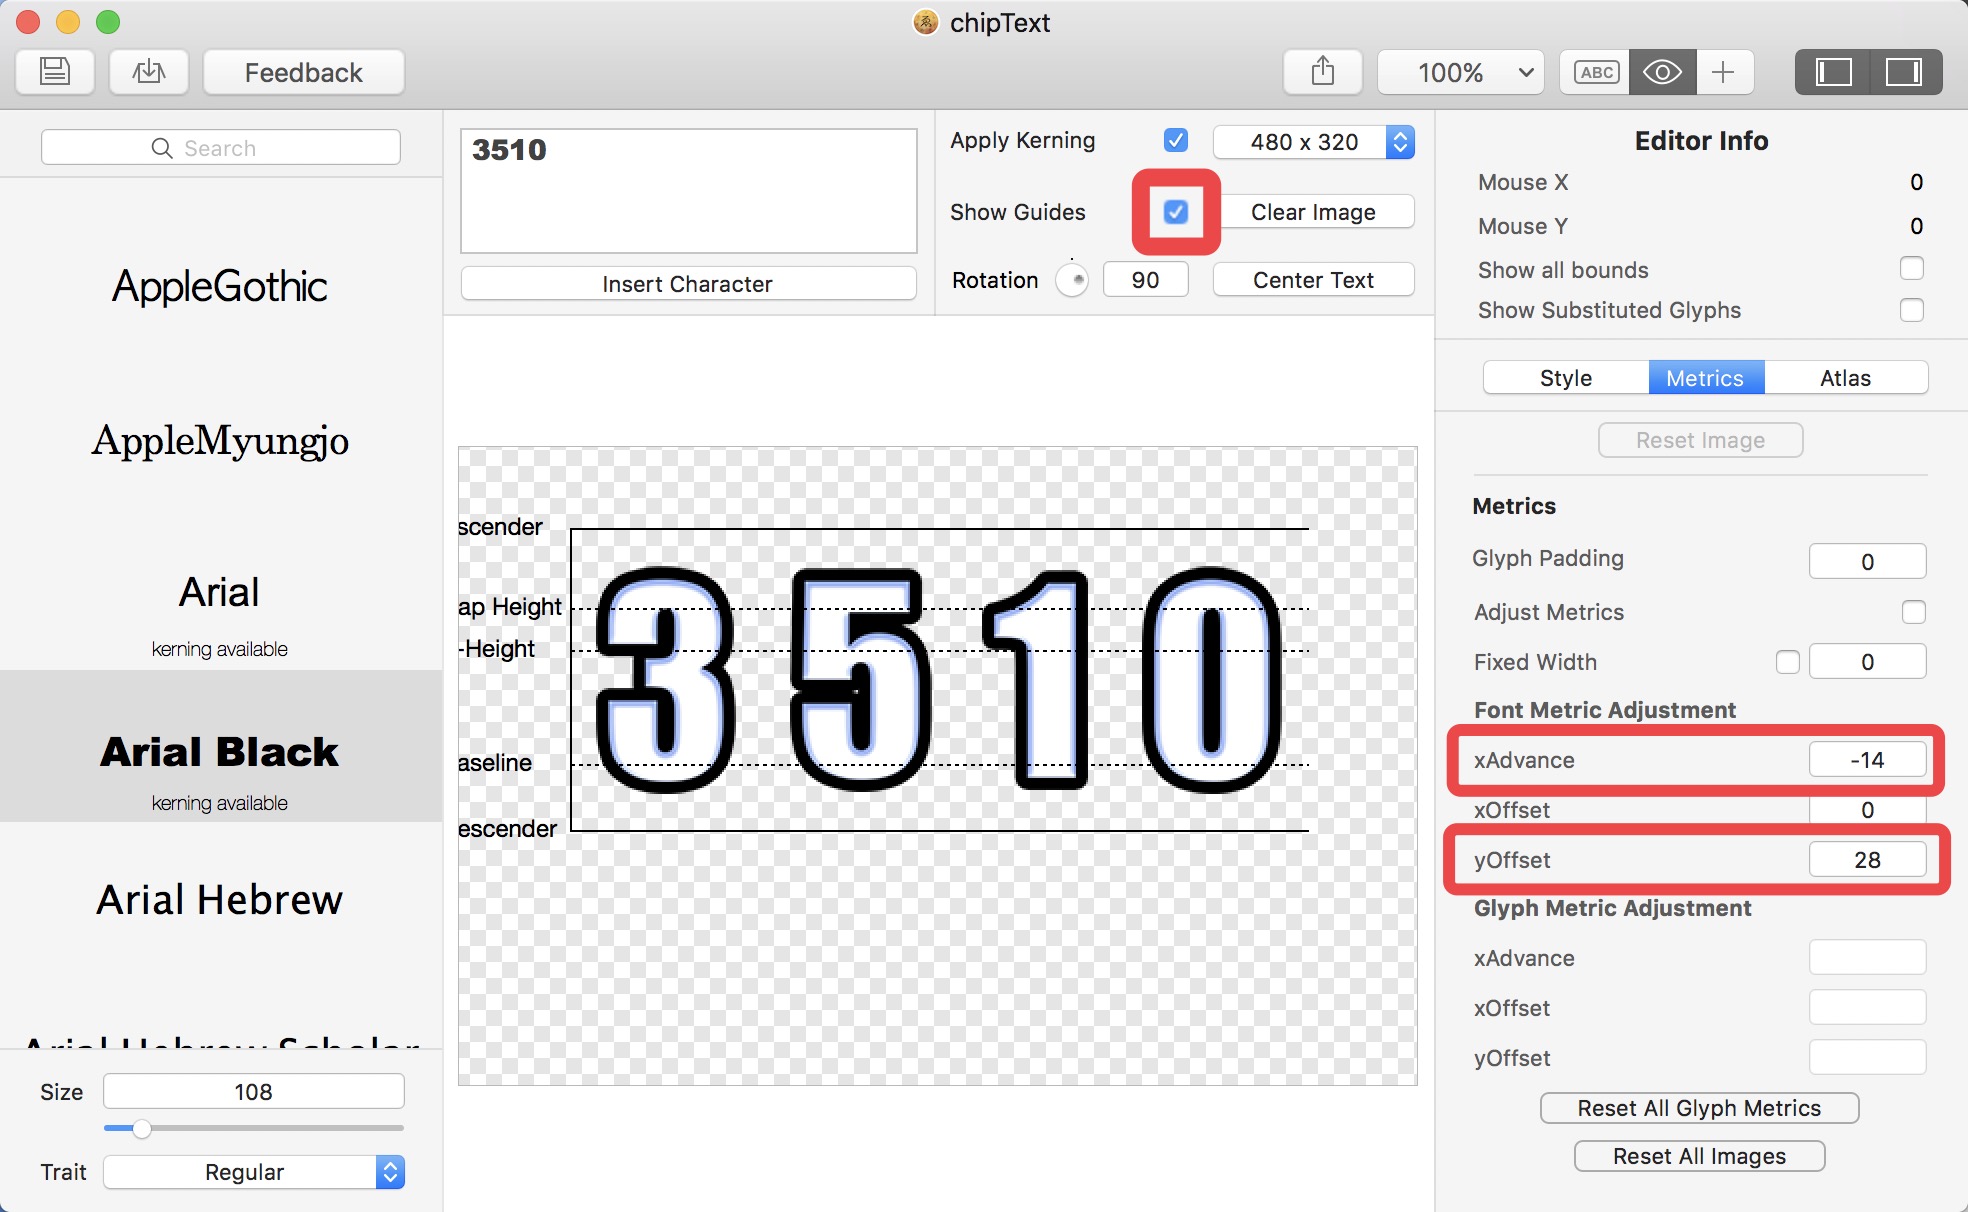 chipText
Feedback
100%
ABC
Search
AppleGothic
AppleMyungjo
Arial
kerning available
Arial Black
kerning available
Arial Hebrew
Arial Hebrew Scholar
Size 108
Trait Regular
3510
Insert Character
Apply Kerning 480 x 320
Show Guides Clear Image
Rotation 90 Center Text
scender
ap Height
-Height
aseline
escender
3510
Editor Info
Mouse X 0
Mouse Y 0
Show all bounds
Show Substituted Glyphs
Style Metrics Atlas
Reset Image
Metrics
Glyph Padding 0
Adjust Metrics
Fixed Width 0
Font Metric Adjustment
xAdvance -14
xOffset 0
yOffset 28
Glyph Metric Adjustment
xAdvance
xOffset
yOffset
Reset All Glyph Metrics
Reset All Images